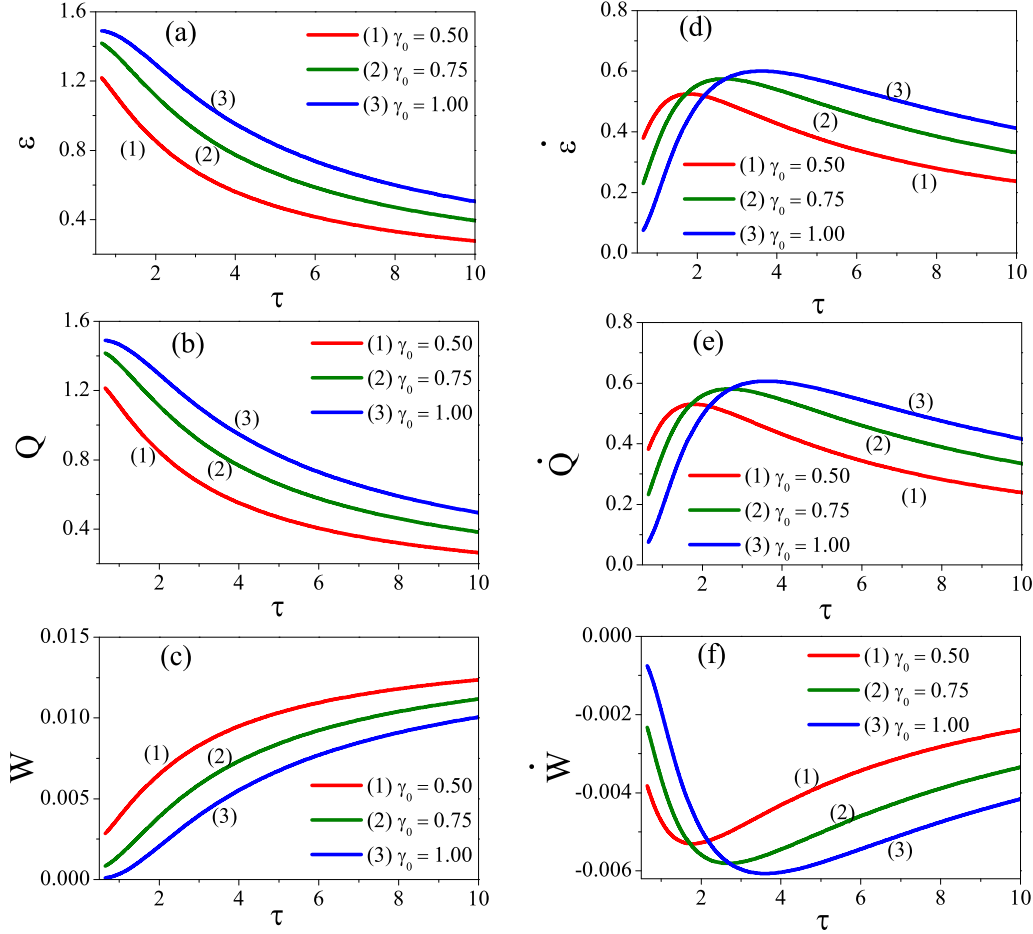 (a)
(1) γ0 = 0.50
(2) γ0 = 0.75
(3) γ0 = 1.00
(1)
(2)
(3)
1.6
1.2
0.8
0.4
ε
2 4 6 8 10
τ
(d)
(1) γ0 = 0.50
(2) γ0 = 0.75
(3) γ0 = 1.00
(3)
(2)
(1)
0.8
0.6
0.4
0.2
0.0
ε̇
2 4 6 8 10
τ
(b)
(1) γ0 = 0.50
(2) γ0 = 0.75
(3) γ0 = 1.00
(3)
(2)
(1)
1.6
1.2
0.8
0.4
Q
2 4 6 8 10
τ
(e)
(1) γ0 = 0.50
(2) γ0 = 0.75
(3) γ0 = 1.00
(3)
(2)
(1)
0.8
0.6
0.4
0.2
0.0
Q̇
2 4 6 8 10
τ
(c)
(1) γ0 = 0.50
(2) γ0 = 0.75
(3) γ0 = 1.00
(1)
(2)
(3)
0.015
0.010
0.005
0.000
W
2 4 6 8 10
τ
(f)
(1) γ0 = 0.50
(2) γ0 = 0.75
(3) γ0 = 1.00
(1)
(2)
(3)
0.000
-0.002
-0.004
-0.006
Ẇ
2 4 6 8 10
τ